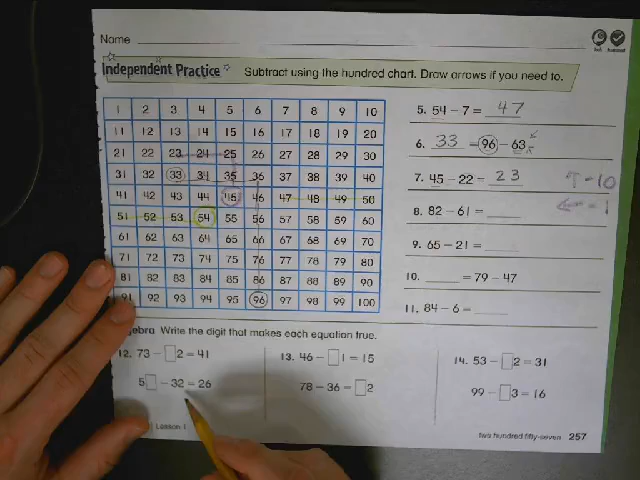 Name
Independent Practice Subtract using the hundred chart. Draw arrows if you need to.
1 2 3 4 5 6 7 8 9 10
11 12 13 14 15 16 17 18 19 20
21 22 23 24 25 26 27 28 29 30
31 32 33 34 35 36 37 38 39 40
41 42 43 44 45 46 47 48 49 50
51 52 53 54 55 56 57 58 59 60
61 62 63 64 65 66 67 68 69 70
71 72 73 74 75 76 77 78 79 80
81 82 83 84 85 86 87 88 89 90
91 92 93 94 95 96 97 98 99 100
5. 54 − 7 = 47
6. 33 = 96 − 63
7. 45 − 22 = 23
↑ = 10
8. 82 − 61 =
← = 1
9. 65 − 21 =
10. = 79 − 47
11. 84 − 6 =
gebra Write the digit that makes each equation true.
12. 73 − □2 = 41
5□ − 32 = 26
13. 46 − □1 = 15
78 − 36 = □2
14. 53 − □2 = 31
99 − □3 = 16
Lesson 1
two hundred fifty-seven 257